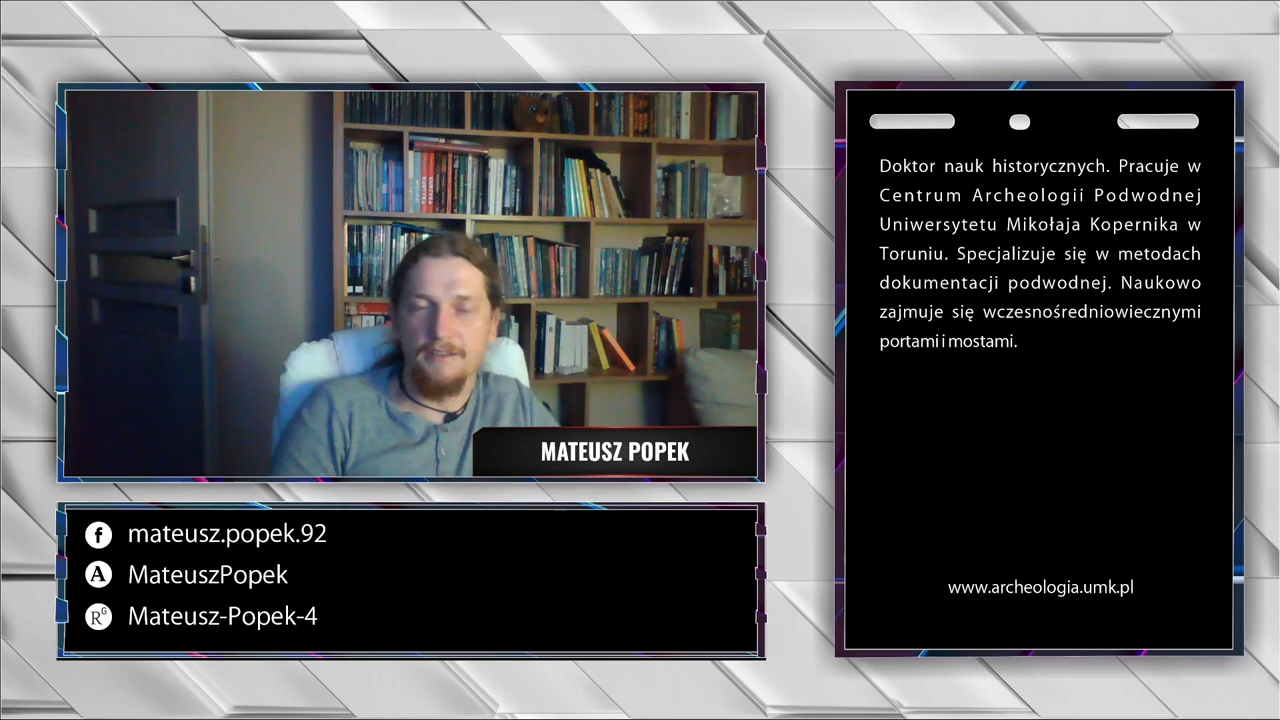 MATEUSZ POPEK
mateusz.popek.92
MateuszPopek
Mateusz-Popek-4
Doktor nauk historycznych. Pracuje w
Centrum Archeologii Podwodnej
Uniwersytetu Mikołaja Kopernika w
Toruniu. Specjalizuje się w metodach
dokumentacji podwodnej. Naukowo
zajmuje się wczesnośredniowiecznymi
portami i mostami.
www.archeologia.umk.pl